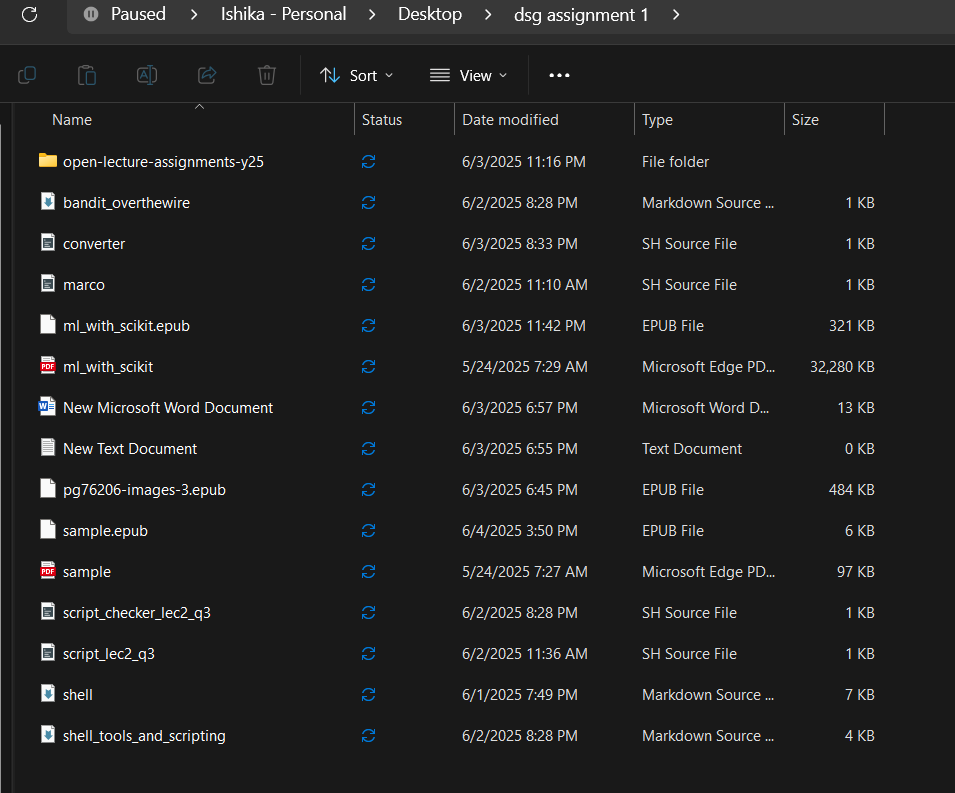 Paused > Ishika - Personal > Desktop > dsg assignment 1 >
Sort View ...
Name Status Date modified Type Size
open-lecture-assignments-y25 6/3/2025 11:16 PM File folder
bandit_overthewire 6/2/2025 8:28 PM Markdown Source ... 1 KB
converter 6/3/2025 8:33 PM SH Source File 1 KB
marco 6/2/2025 11:10 AM SH Source File 1 KB
ml_with_scikit.epub 6/3/2025 11:42 PM EPUB File 321 KB
PDF ml_with_scikit 5/24/2025 7:29 AM Microsoft Edge PD... 32,280 KB
W New Microsoft Word Document 6/3/2025 6:57 PM Microsoft Word D... 13 KB
New Text Document 6/3/2025 6:55 PM Text Document 0 KB
pg76206-images-3.epub 6/3/2025 6:45 PM EPUB File 484 KB
sample.epub 6/4/2025 3:50 PM EPUB File 6 KB
PDF sample 5/24/2025 7:27 AM Microsoft Edge PD... 97 KB
script_checker_lec2_q3 6/2/2025 8:28 PM SH Source File 1 KB
script_lec2_q3 6/2/2025 11:36 AM SH Source File 1 KB
shell 6/1/2025 7:49 PM Markdown Source ... 7 KB
shell_tools_and_scripting 6/2/2025 8:28 PM Markdown Source ... 4 KB